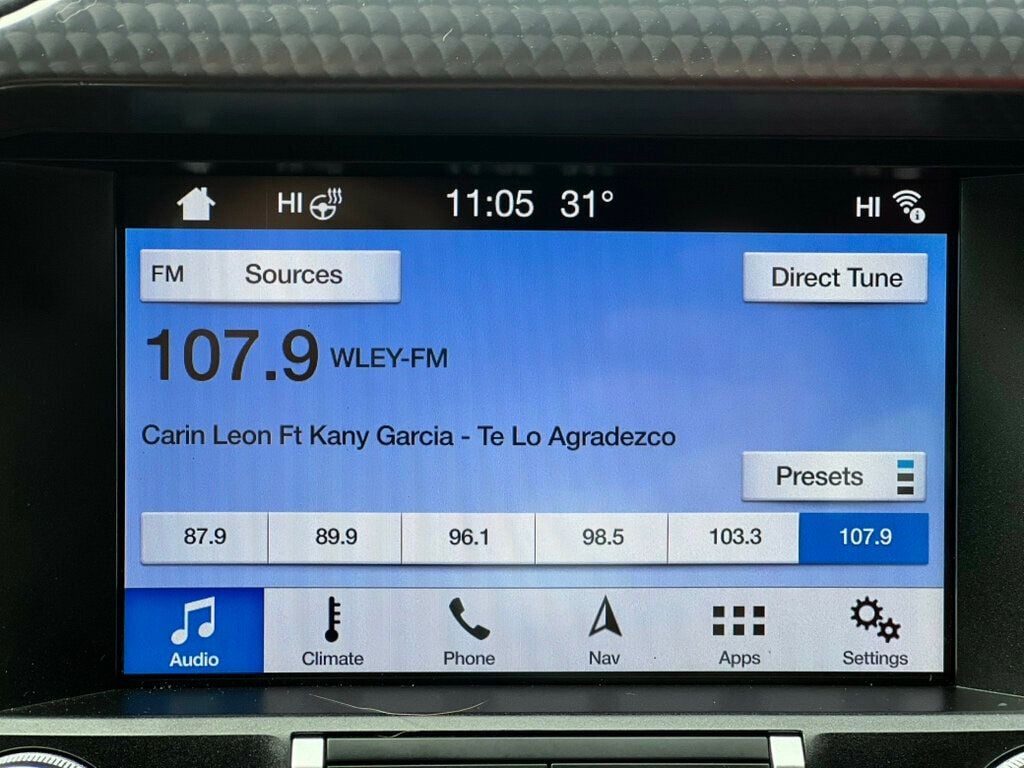 HI 11:05 31° HI
FM Sources Direct Tune
107.9 WLEY-FM
Carin Leon Ft Kany Garcia - Te Lo Agradezco
Presets
87.9 89.9 96.1 98.5 103.3 107.9
Audio Climate Phone Nav Apps Settings